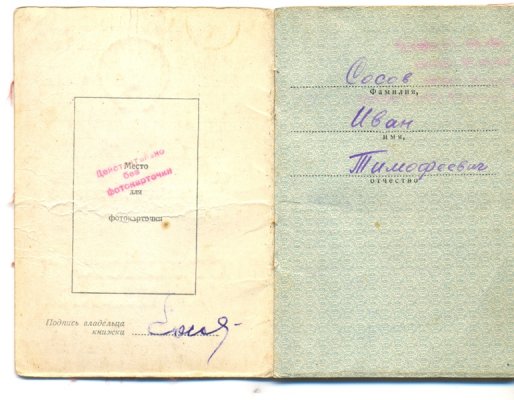 Действительно
без
фотокарточки
Место
для
фотокарточки
Подпись владельца
книжки
Сосов
Фамилия,
Иван
имя,
Тимофеевич
отчество